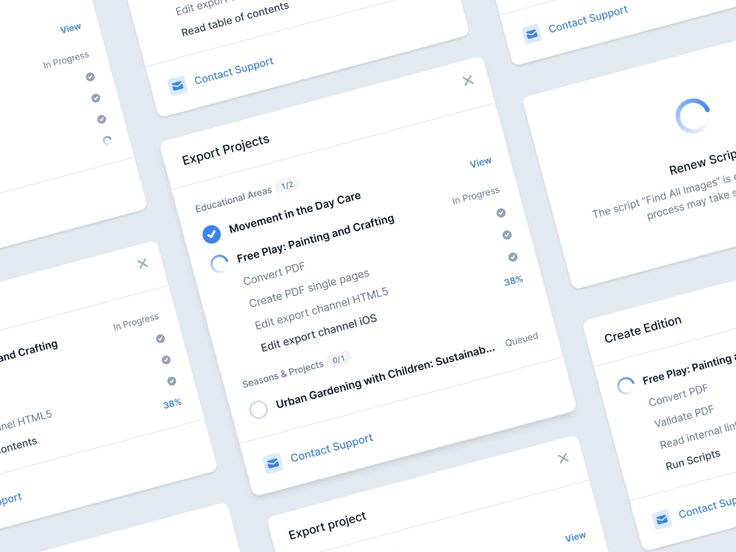 View
In Progress
Edit export
Read table of contents
Contact Support
Contact Support
Export Projects
Educational Areas 1/2
View
Movement in the Day Care
Free Play: Painting and Crafting
In Progress
Convert PDF
Create PDF single pages
Edit export channel HTML5
Edit export channel iOS
38%
Seasons & Projects 0/1
Urban Gardening with Children: Sustainab...
Queued
Contact Support
Renew Scrip
The script “Find All Images” is
process may take s
In Progress
and Crafting
nel HTML5
38%
ontents
pport
Create Edition
Free Play: Painting a
Convert PDF
Validate PDF
Read internal lin
Run Scripts
Contact Sup
Export project
View